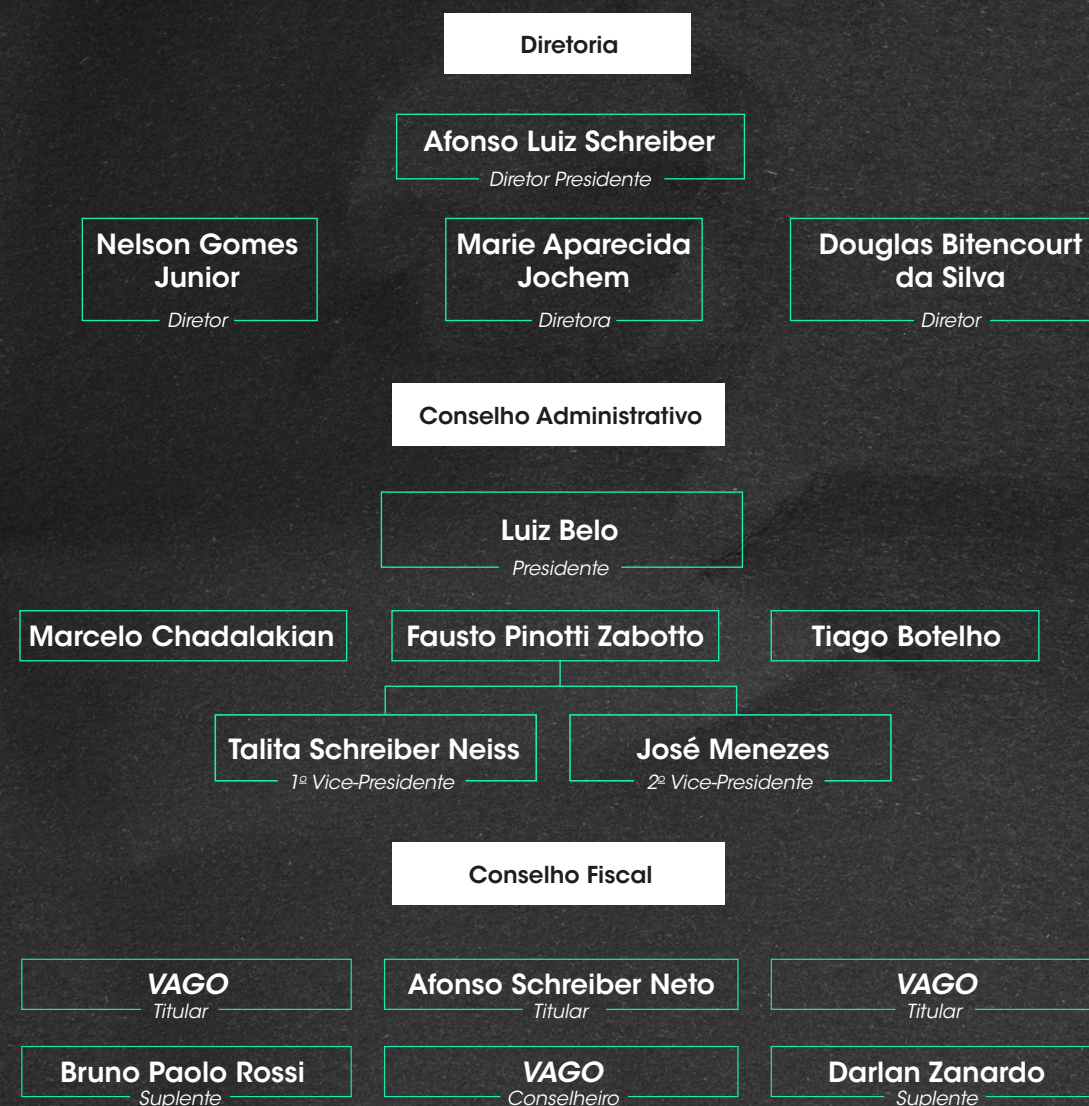 Diretoria
Afonso Luiz Schreiber
Diretor Presidente
Nelson Gomes
Junior
Diretor
Marie Aparecida
Jochem
Diretora
Douglas Bitencourt
da Silva
Diretor
Conselho Administrativo
Luiz Belo
Presidente
Marcelo Chadalakian
Fausto Pinotti Zabotto
Tiago Botelho
Talita Schreiber Neiss
1º Vice-Presidente
José Menezes
2º Vice-Presidente
Conselho Fiscal
VAGO
Titular
Afonso Schreiber Neto
Titular
VAGO
Titular
Bruno Paolo Rossi
Suplente
VAGO
Conselheiro
Darlan Zanardo
Suplente